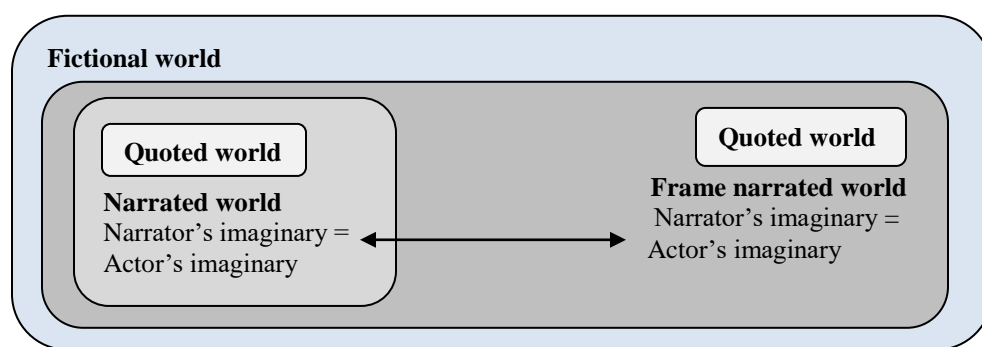 Fictional world
Quoted world
Narrated world
Narrator’s imaginary =
Actor’s imaginary
Quoted world
Frame narrated world
Narrator’s imaginary =
Actor’s imaginary